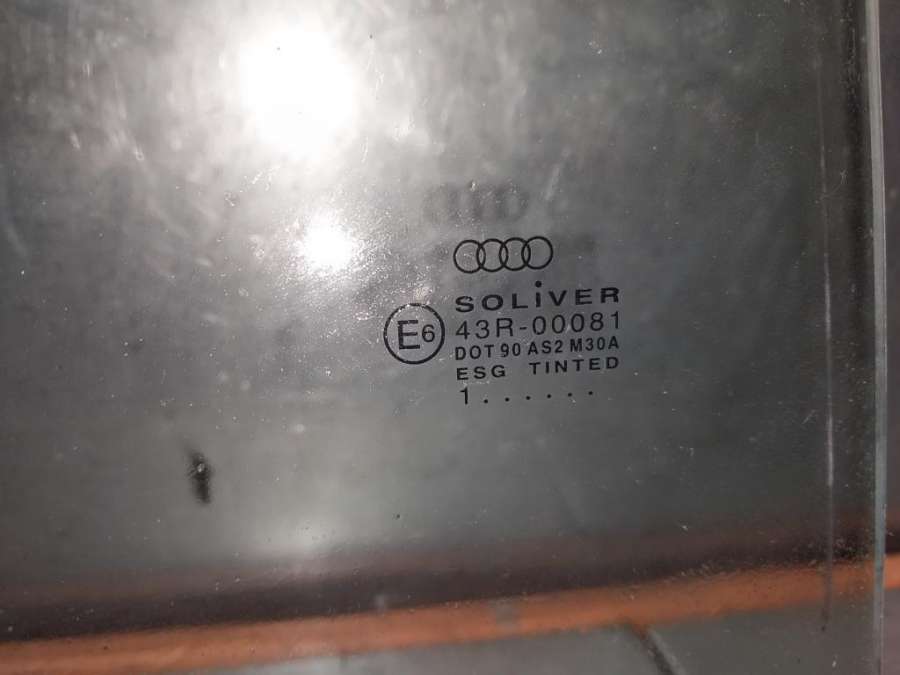 SOLiVER
E6
43R-00081
DOT 90 AS2 M30A
ESG TINTED
1 . . . . . .